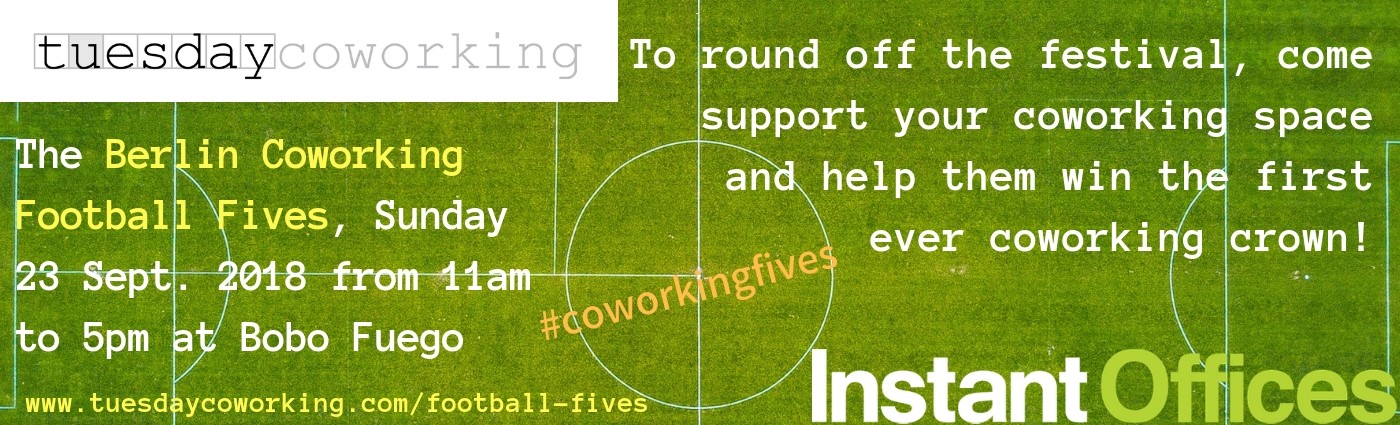 tuesdaycoworking
The Berlin Coworking
Football Fives, Sunday
23 Sept. 2018 from 11am
to 5pm at Bobo Fuego
www.tuesdaycoworking.com/football-fives
#coworkingfives
To round off the festival, come
support your coworking space
and help them win the first
ever coworking crown!
Instant Offices